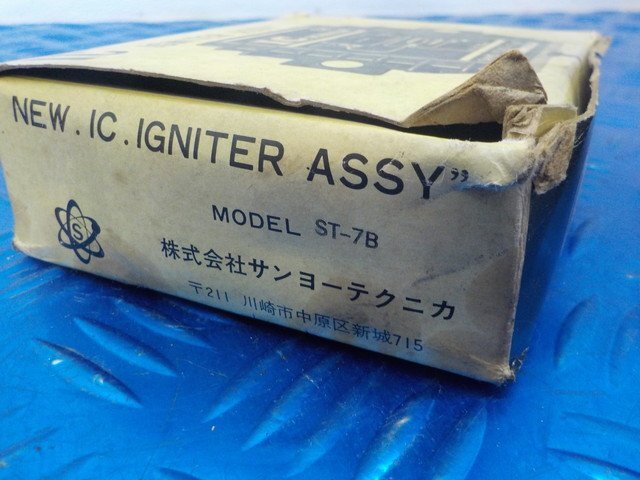 NEW.IC.IGNITER ASSY”
MODEL ST-7B
S
株式会社サンヨーテクニカ
〒211 川崎市中原区新城715